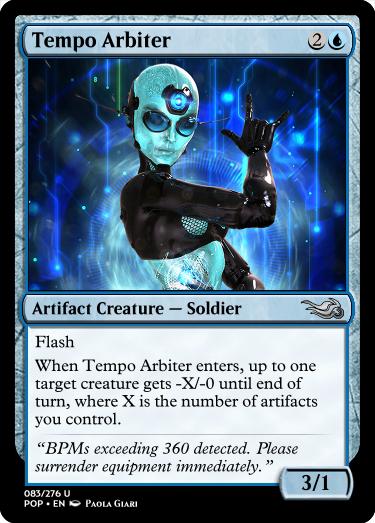 Tempo Arbiter 2
Artifact Creature — Soldier
Flash
When Tempo Arbiter enters, up to one
target creature gets -X/-0 until end of
turn, where X is the number of artifacts
you control.
“BPMs exceeding 360 detected. Please
surrender equipment immediately.”
3/1
083/276 U
POP • EN Paola Giari